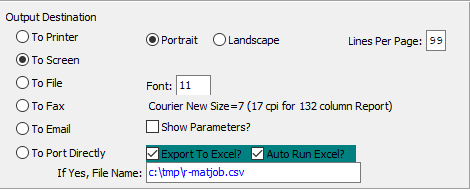 Output Destination
To Printer
Portrait
Landscape
Lines Per Page: 99
To Screen
To File
Font: 11
To Fax
Courier New Size=7 (17 cpi for 132 column Report)
To Email
Show Parameters?
To Port Directly
Export To Excel?
Auto Run Excel?
If Yes, File Name: c:\tmp\r-matjob.csv